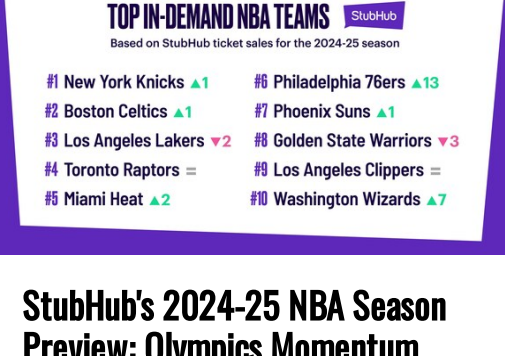 TOP IN-DEMAND NBA TEAMS StubHub
Based on StubHub ticket sales for the 2024-25 season
#1 New York Knicks ▲1
#2 Boston Celtics ▲1
#3 Los Angeles Lakers ▼2
#4 Toronto Raptors =
#5 Miami Heat ▲2
#6 Philadelphia 76ers ▲13
#7 Phoenix Suns ▲1
#8 Golden State Warriors ▼3
#9 Los Angeles Clippers =
#10 Washington Wizards ▲7
StubHub's 2024-25 NBA Season
Preview: Olympics Momentum